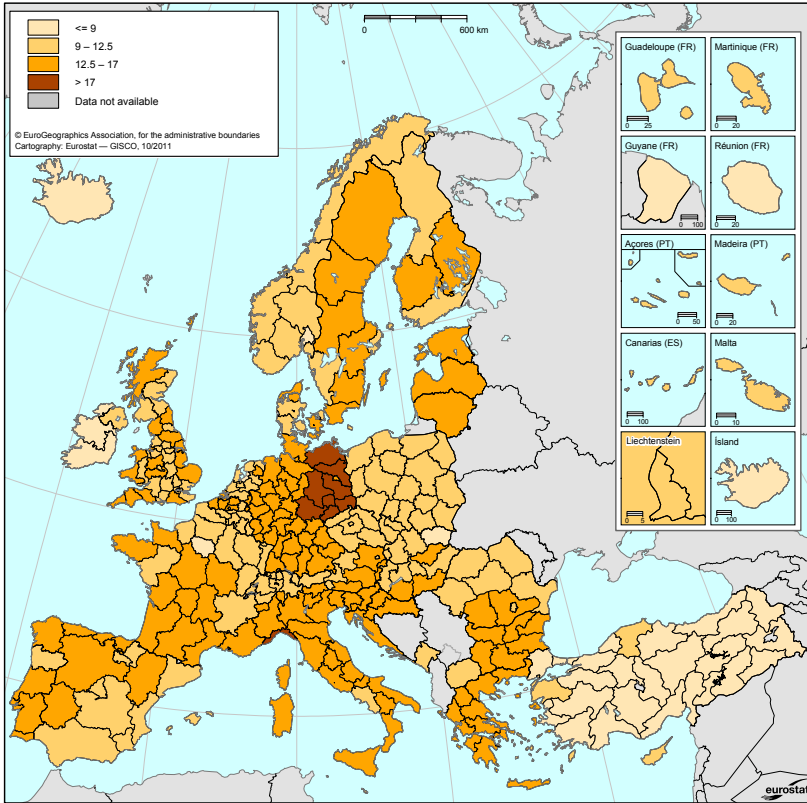 <= 9
9 – 12.5
12.5 – 17
> 17
Data not available
© EuroGeographics Association, for the administrative boundaries
Cartography: Eurostat — GISCO, 10/2011
0 600 km
Guadeloupe (FR)
0 25
Martinique (FR)
0 20
Guyane (FR)
0 100
Réunion (FR)
0 20
Açores (PT)
0 50
Madeira (PT)
0 20
Canarias (ES)
0 100
Malta
0 10
Liechtenstein
0 5
Ísland
0 100
eurostat